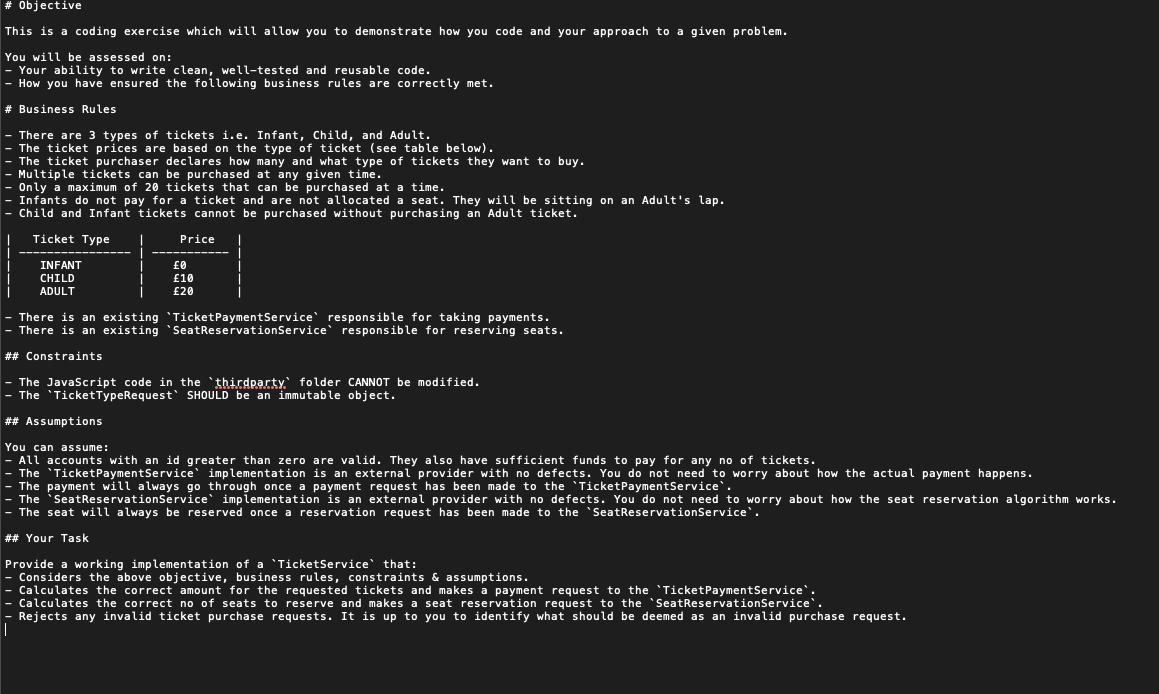 # Objective
This is a coding exercise which will allow you to demonstrate how you code and your approach to a given problem.
You will be assessed on:
- Your ability to write clean, well-tested and reusable code.
- How you have ensured the following business rules are correctly met.
# Business Rules
- There are 3 types of tickets i.e. Infant, Child, and Adult.
- The ticket prices are based on the type of ticket (see table below).
- The ticket purchaser declares how many and what type of tickets they want to buy.
- Multiple tickets can be purchased at any given time.
- Only a maximum of 20 tickets that can be purchased at a time.
- Infants do not pay for a ticket and are not allocated a seat. They will be sitting on an Adult's lap.
- Child and Infant tickets cannot be purchased without purchasing an Adult ticket.
|   Ticket Type    |     Price   |
| ---------------- | ----------- |
|    INFANT        |    £0       |
|    CHILD         |    £10      |
|    ADULT         |    £20      |
- There is an existing `TicketPaymentService` responsible for taking payments.
- There is an existing `SeatReservationService` responsible for reserving seats.
## Constraints
- The JavaScript code in the `thirdparty` folder CANNOT be modified.
- The `TicketTypeRequest` SHOULD be an immutable object.
## Assumptions
You can assume:
- All accounts with an id greater than zero are valid. They also have sufficient funds to pay for any no of tickets.
- The `TicketPaymentService` implementation is an external provider with no defects. You do not need to worry about how the actual payment happens.
- The payment will always go through once a payment request has been made to the `TicketPaymentService`.
- The `SeatReservationService` implementation is an external provider with no defects. You do not need to worry about how the seat reservation algorithm works.
- The seat will always be reserved once a reservation request has been made to the `SeatReservationService`.
## Your Task
Provide a working implementation of a `TicketService` that:
- Considers the above objective, business rules, constraints & assumptions.
- Calculates the correct amount for the requested tickets and makes a payment request to the `TicketPaymentService`.
- Calculates the correct no of seats to reserve and makes a seat reservation request to the `SeatReservationService`.
- Rejects any invalid ticket purchase requests. It is up to you to identify what should be deemed as an invalid purchase request.